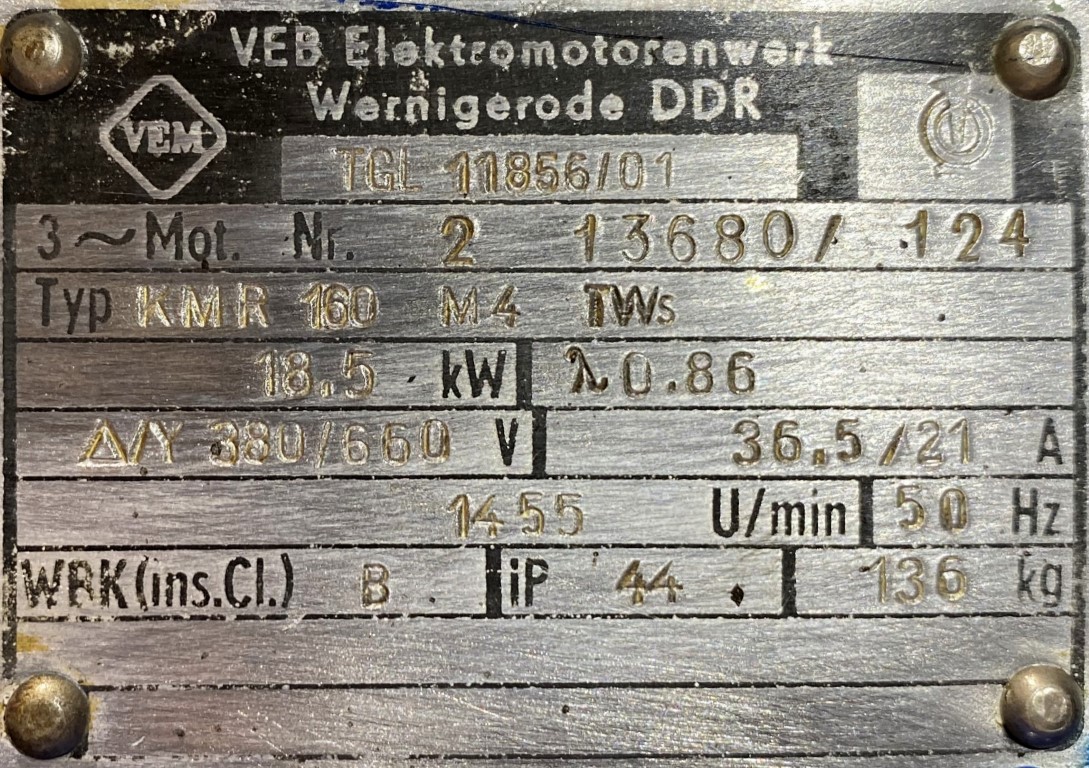 VEB Elektromotorenwerk
Wernigerode DDR
VEM
TGL 11856/01
3~Mot. Nr. 2 13680/ 124
Typ KMR 160 M4 TWs
18.5 kW λ 0.86
Δ/Y 380/660 V 36.5/21 A
1455 U/min 50 Hz
WBK(ins.Cl.) B iP 44 136 kg